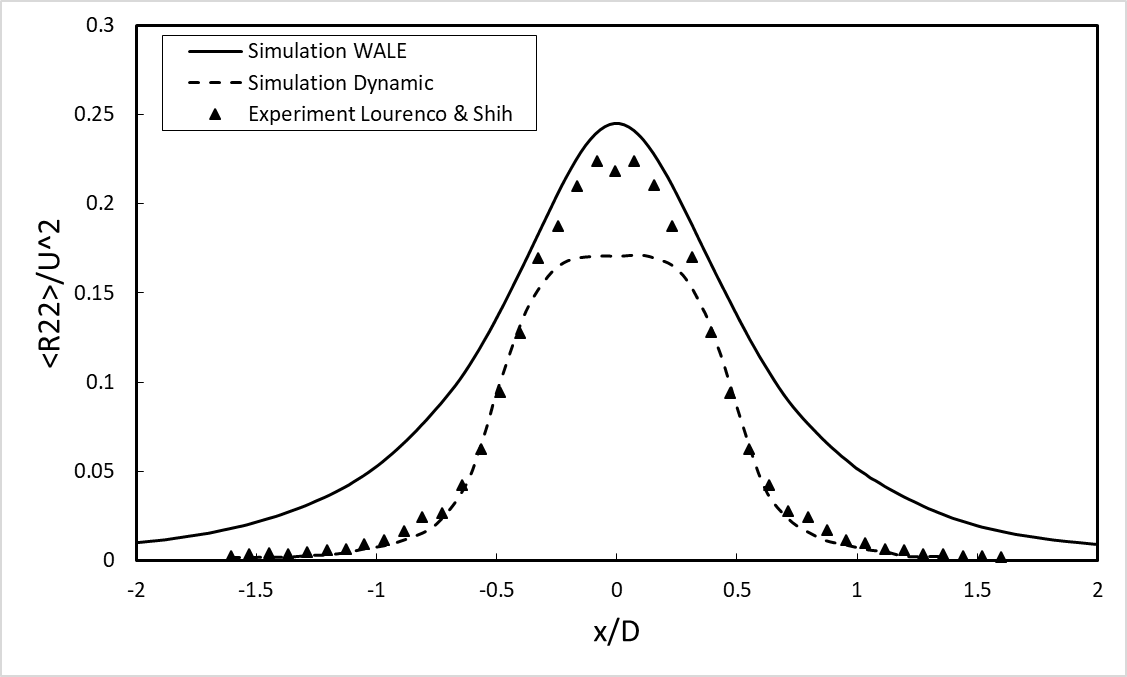 Simulation WALE
Simulation Dynamic
Experiment Lourenco & Shih
0.3
0.25
0.2
0.15
0.1
0.05
0
<R22>/U^2
-2 -1.5 -1 -0.5 0 0.5 1 1.5 2
x/D